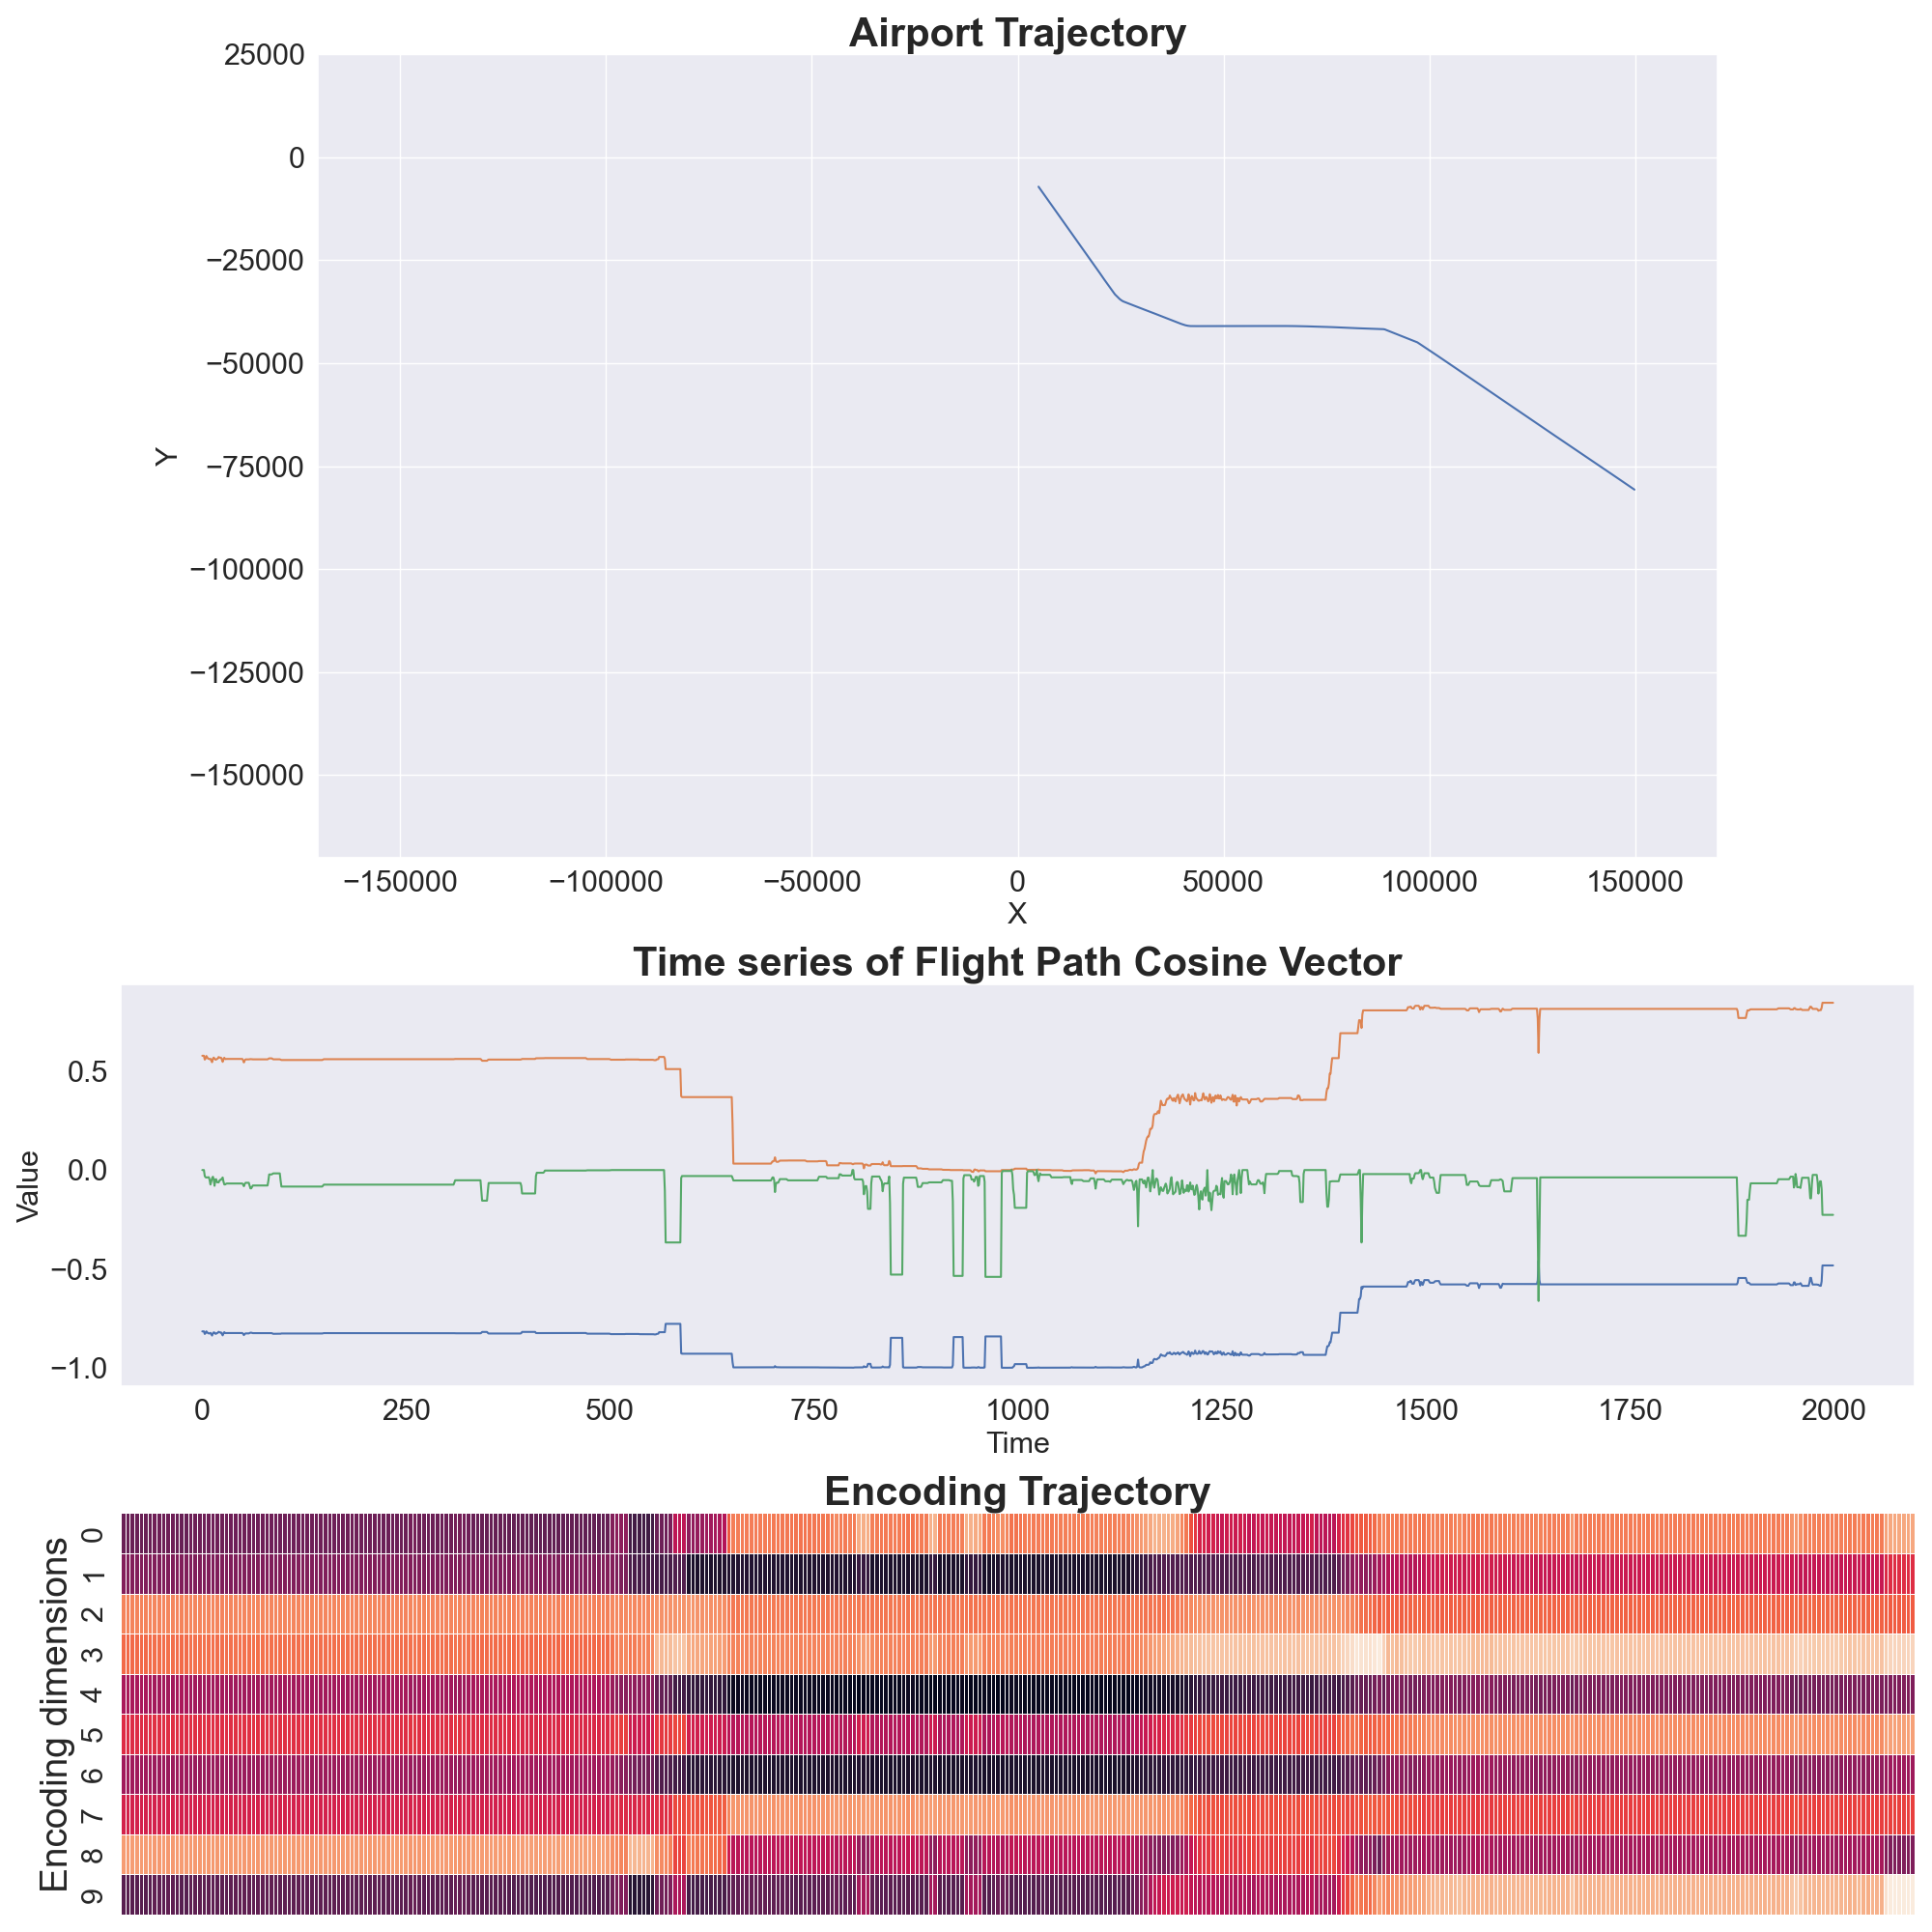 Airport Trajectory
25000
0
−25000
−50000
−75000
−100000
−125000
−150000
Y
−150000 −100000 −50000 0 50000 100000 150000
X
Time series of Flight Path Cosine Vector
0.5
0.0
−0.5
−1.0
Value
0 250 500 750 1000 1250 1500 1750 2000
Time
Encoding Trajectory
0
1
2
3
4
5
6
7
8
9
Encoding dimensions